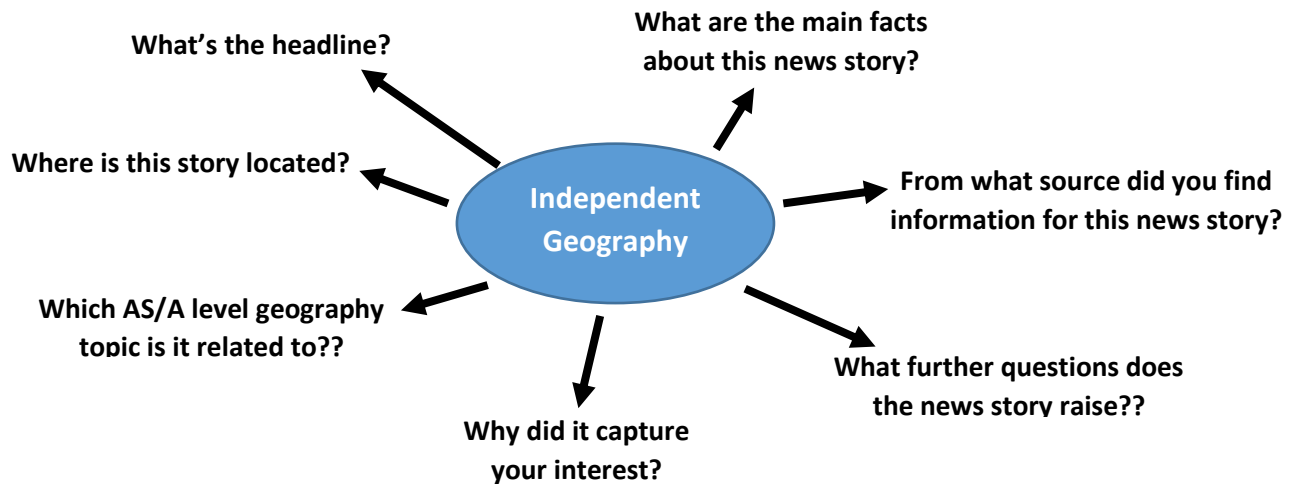 What's the headline?
What are the main facts
about this news story?
Where is this story located?
Independent
Geography
From what source did you find
information for this news story?
Which AS/A level geography
topic is it related to??
What further questions does
the news story raise??
Why did it capture
your interest?